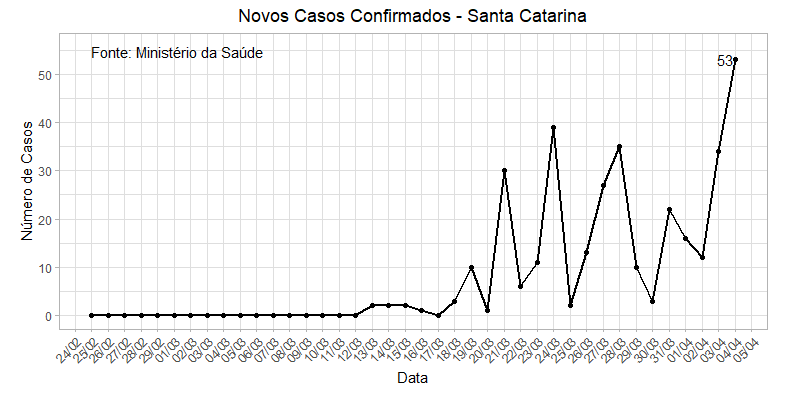 Novos Casos Confirmados - Santa Catarina
Fonte: Ministério da Saúde
53
50
40
30
20
10
0
Número de Casos
24/02 25/02 26/02 27/02 28/02 29/02 01/03 02/03 03/03 04/03 05/03 06/03 07/03 08/03 09/03 10/03 11/03 12/03 13/03 14/03 15/03 16/03 17/03 18/03 19/03 20/03 21/03 22/03 23/03 24/03 25/03 26/03 27/03 28/03 29/03 30/03 31/03 01/04 02/04 03/04 04/04 05/04
Data